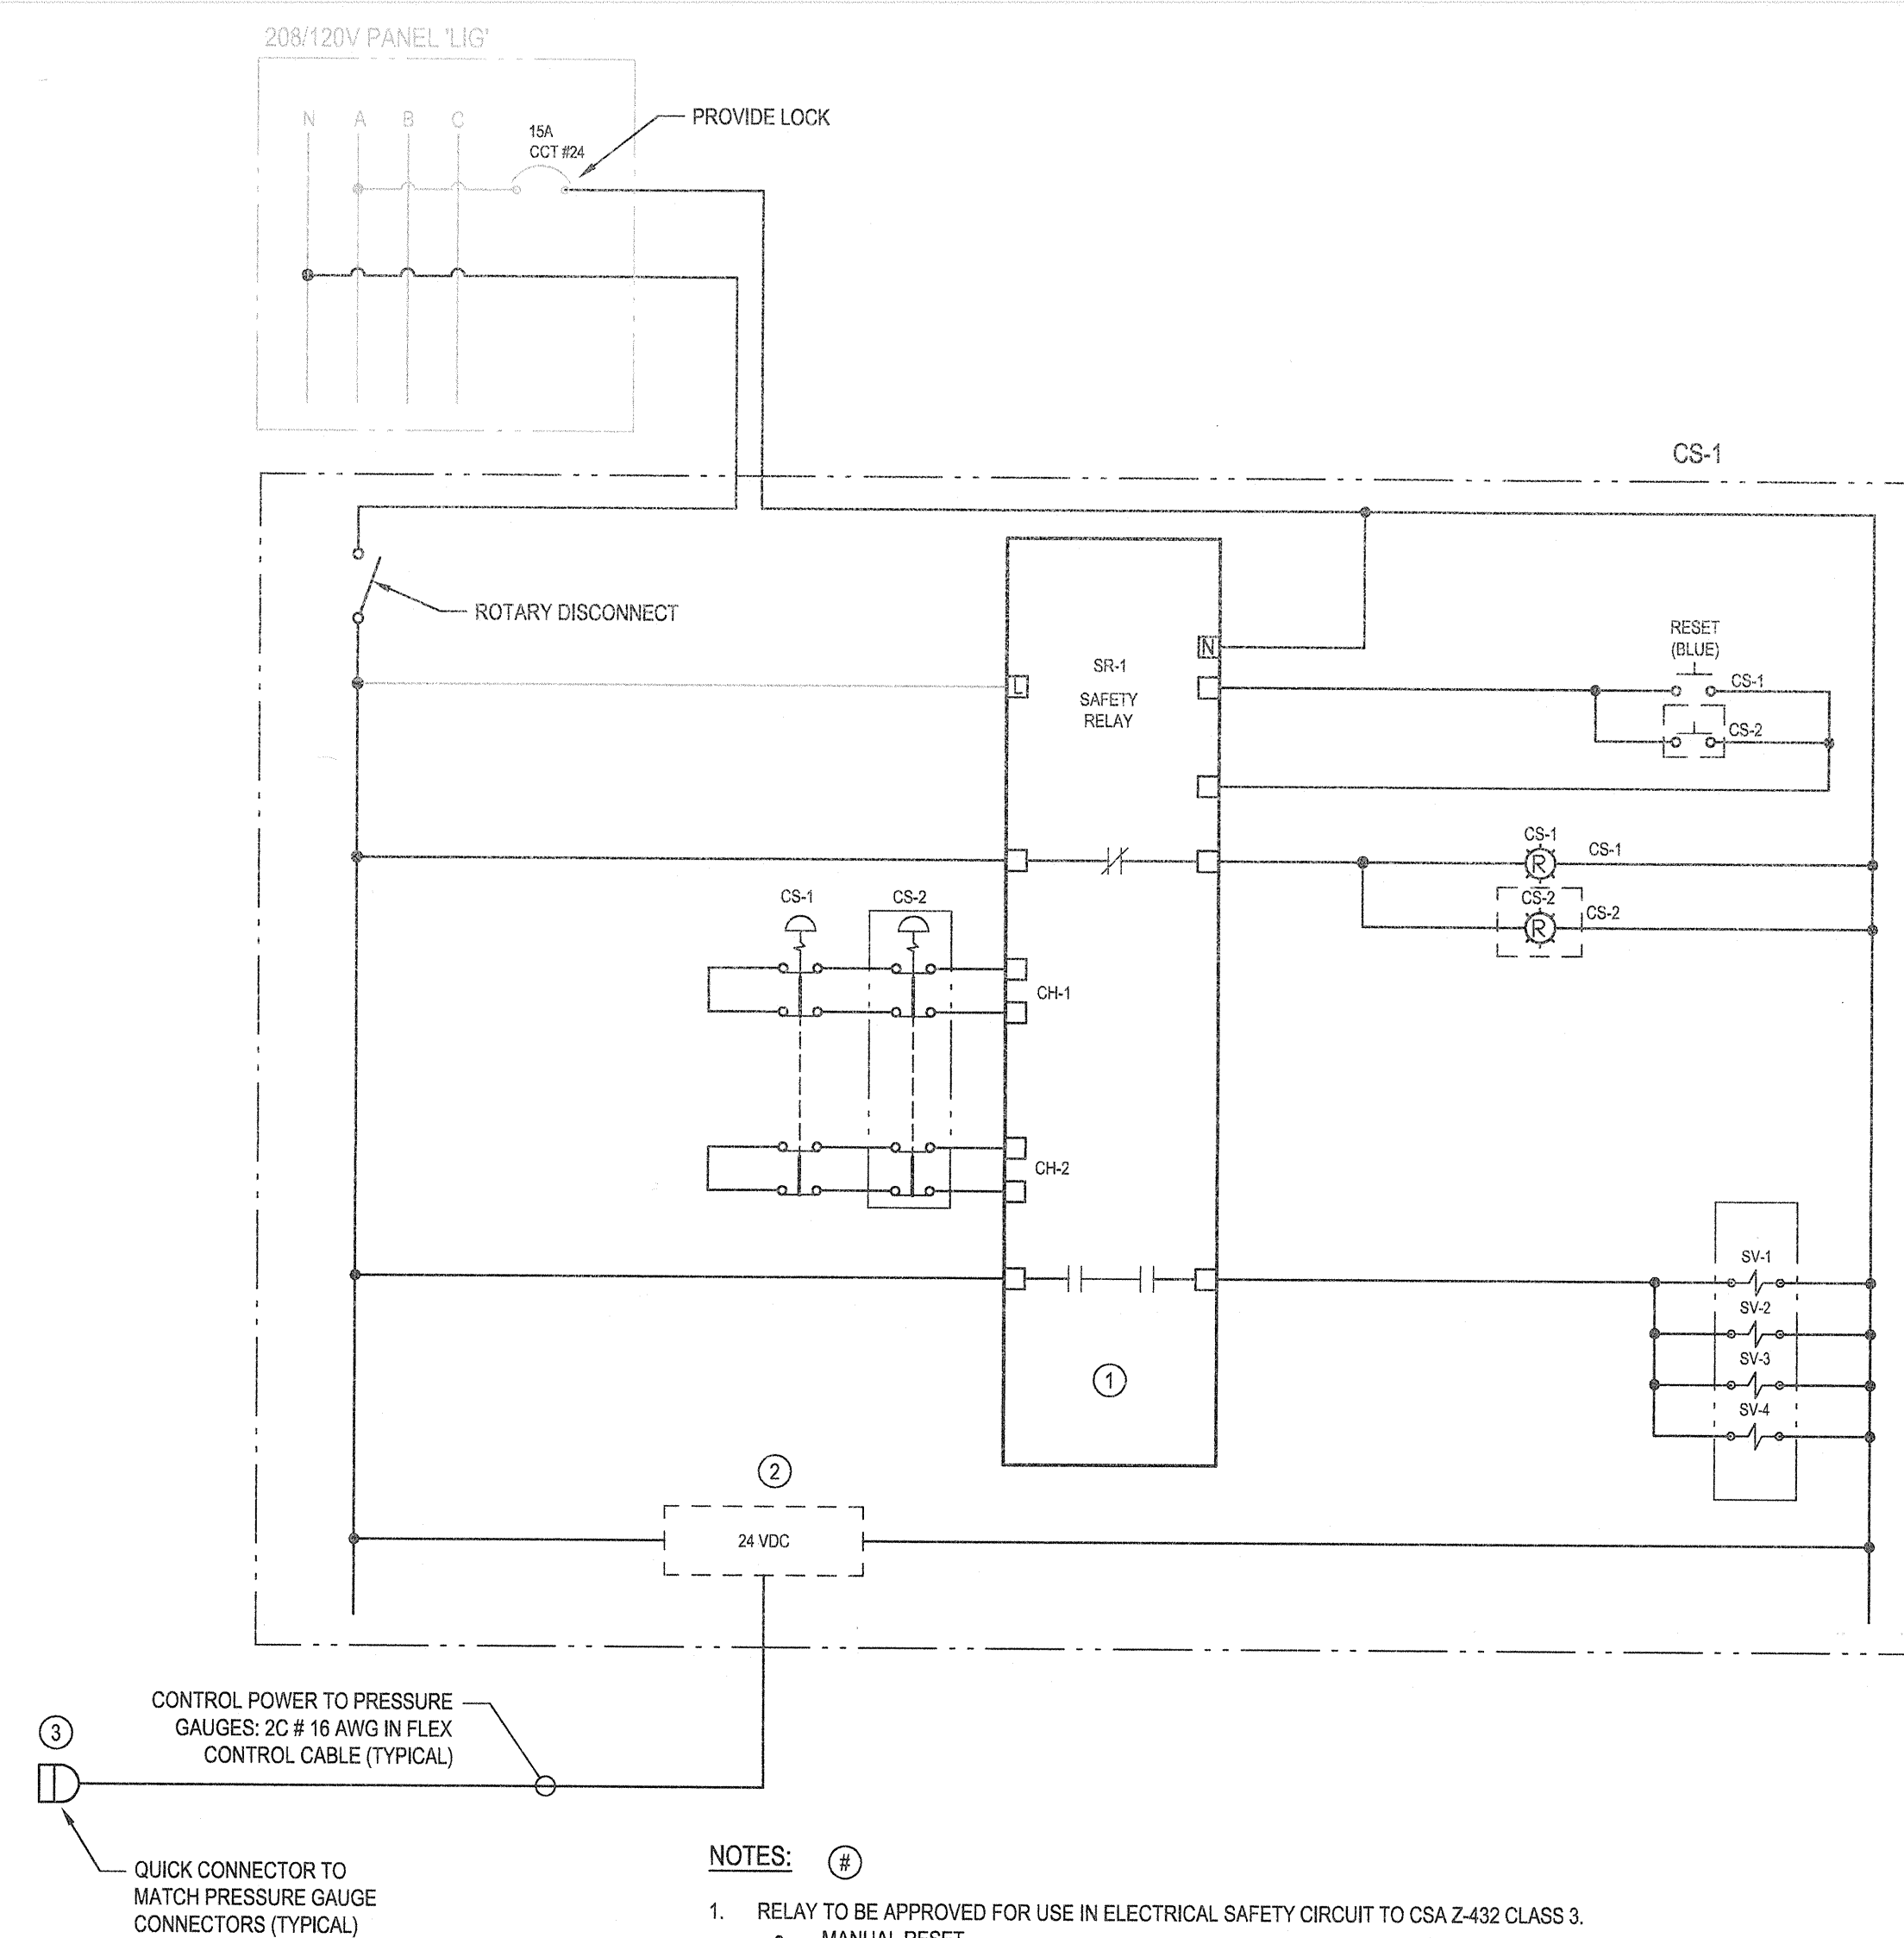 208/120V PANEL 'LIG'
N A B C
15A
CCT #24
PROVIDE LOCK
CS-1
ROTARY DISCONNECT
N
L
SR-1
SAFETY
RELAY
RESET
(BLUE)
CS-1
CS-2
CS-1
R
CS-1
CS-2
R
CS-2
CS-1
CS-2
CH-1
CH-2
SV-1
SV-2
SV-3
SV-4
1
2
24 VDC
CONTROL POWER TO PRESSURE
GAUGES: 2C # 16 AWG IN FLEX
CONTROL CABLE (TYPICAL)
3
QUICK CONNECTOR TO
MATCH PRESSURE GAUGE
CONNECTORS (TYPICAL)
NOTES: #
1. RELAY TO BE APPROVED FOR USE IN ELECTRICAL SAFETY CIRCUIT TO CSA Z-432 CLASS 3.
MANUAL RESET